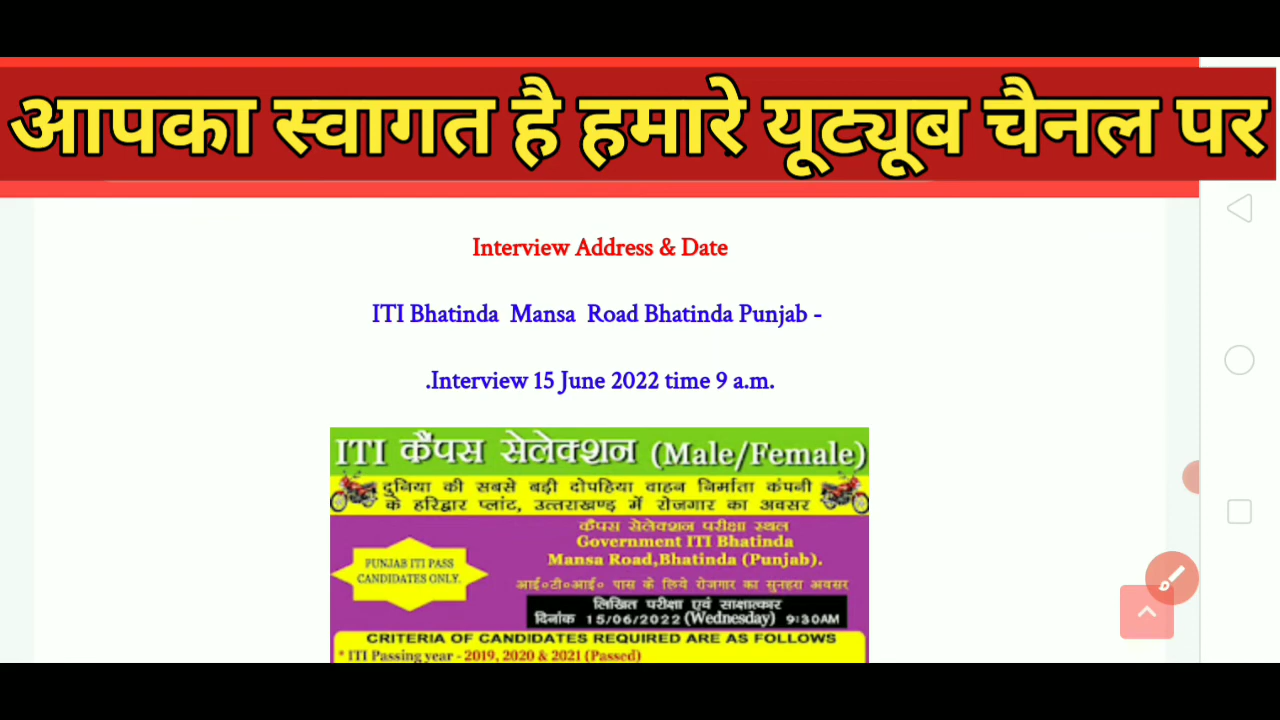 आपका स्वागत है हमारे यूट्यूब चैनल पर
Interview Address & Date
ITI Bhatinda Mansa Road Bhatinda Punjab -
.Interview 15 June 2022 time 9 a.m.
ITI कैंपस सेलेक्शन (Male/Female)
दुनिया की सबसे बड़ी दोपहिया वाहन निर्माता कंपनी
के हरिद्वार प्लांट, उत्तराखण्ड में रोजगार का अवसर
कैंपस सेलेक्शन परीक्षा स्थल
Government ITI Bhatinda
Mansa Road,Bhatinda (Punjab).
PUNJAB ITI PASS
CANDIDATES ONLY.
आई०टी०आई० पास के लिये रोजगार का सुनहरा अवसर
लिखित परीक्षा एवं साक्षात्कार
दिनांक 15/06/2022 (Wednesday) 9:30AM
CRITERIA OF CANDIDATES REQUIRED ARE AS FOLLOWS
* ITI Passing year - 2019, 2020 & 2021 (Passed)